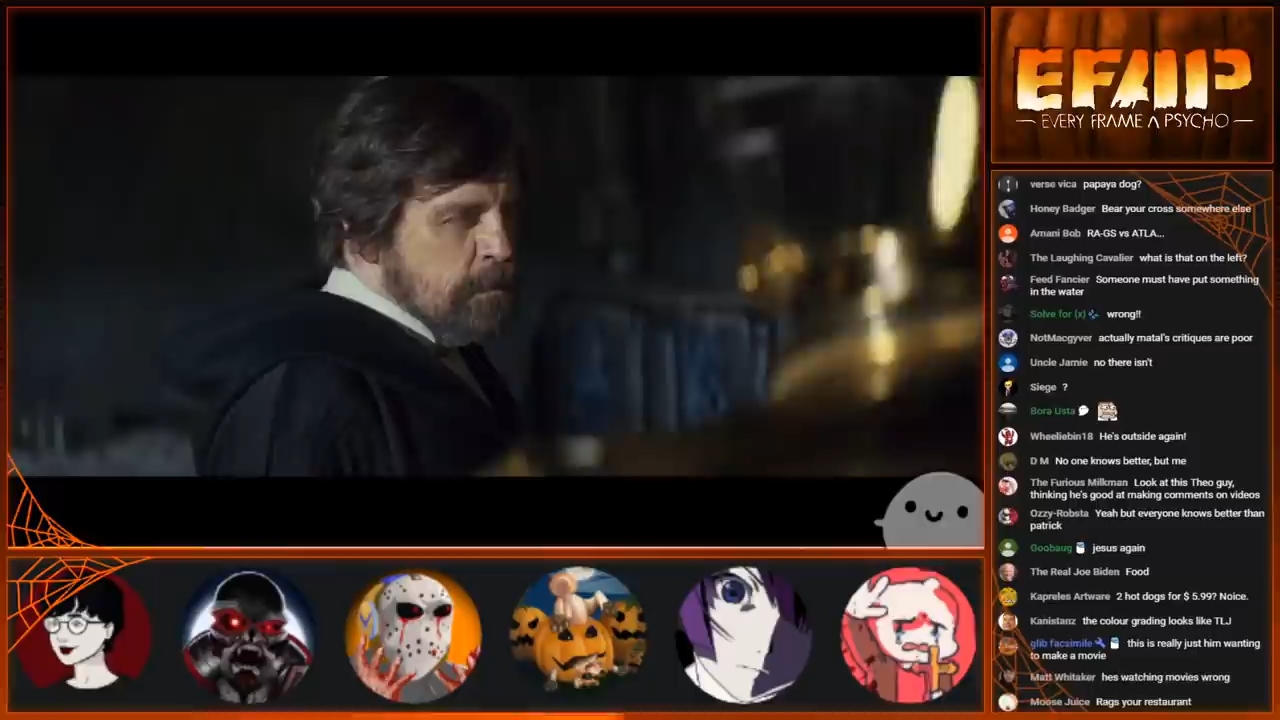 EFAP
EVERY FRAME A PSYCHO
verse vica papaya dog?
Honey Badger Bear your cross somewhere else
Amani Bob RA-GS vs ATLA...
The Laughing Cavalier what is that on the left?
Feed Fancier Someone must have put something
in the water
Solve for (x) wrong!!
NotMacgyver actually matal's critiques are poor
Uncle Jamie no there isn't
Siege ?
Bora Usta
Wheeliebin18 He's outside again!
D M No one knows better, but me
The Furious Milkman Look at this Theo guy,
thinking he's good at making comments on videos
Ozzy-Robsta Yeah but everyone knows better than
patrick
Goobaug jesus again
The Real Joe Biden Food
Kapreles Artware 2 hot dogs for $ 5.99? Noice.
Kanistanz the colour grading looks like TLJ
glib facsimile this is really just him wanting
to make a movie
Matt Whitaker hes watching movies wrong
Moose Juice Rags your restaurant